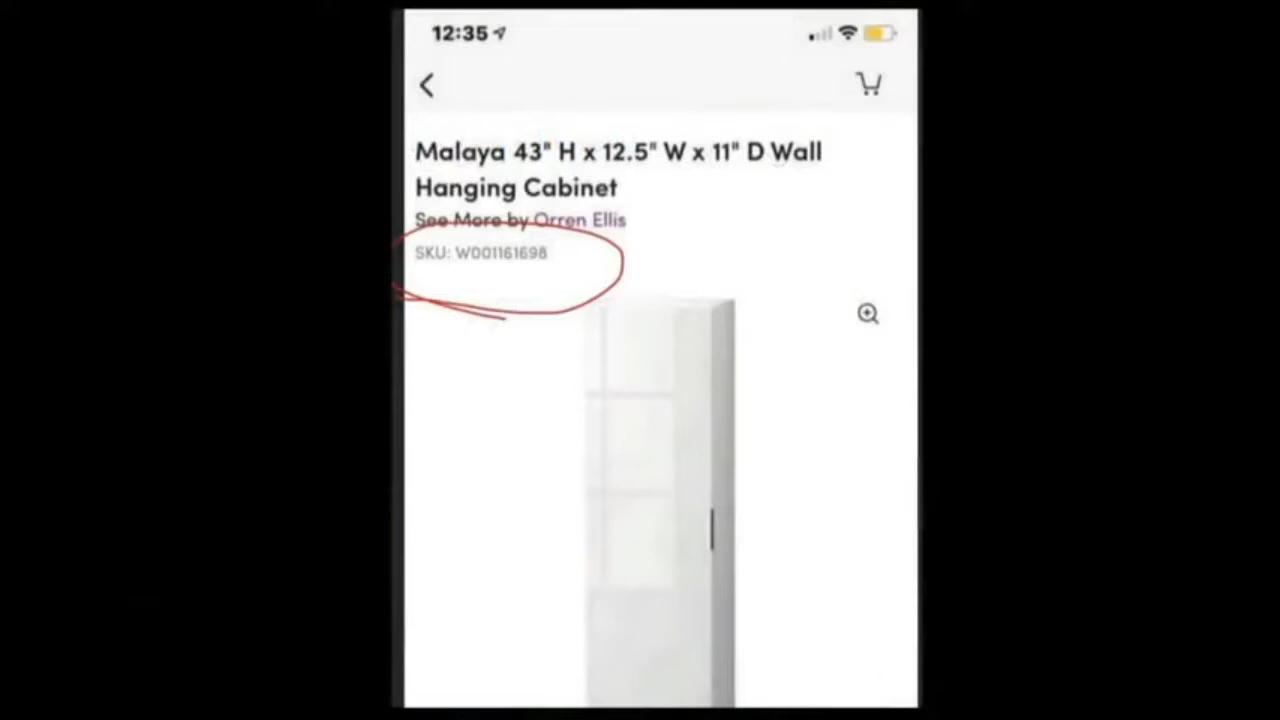 12:35
Malaya 43" H x 12.5" W x 11" D Wall
Hanging Cabinet
See More by Orren Ellis
SKU: W001161698